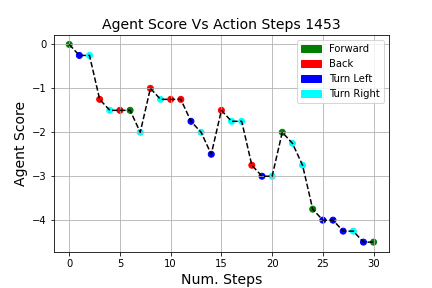 Agent Score Vs Action Steps 1453
Forward
Back
Turn Left
Turn Right
Agent Score
0
−1
−2
−3
−4
0 5 10 15 20 25 30
Num. Steps